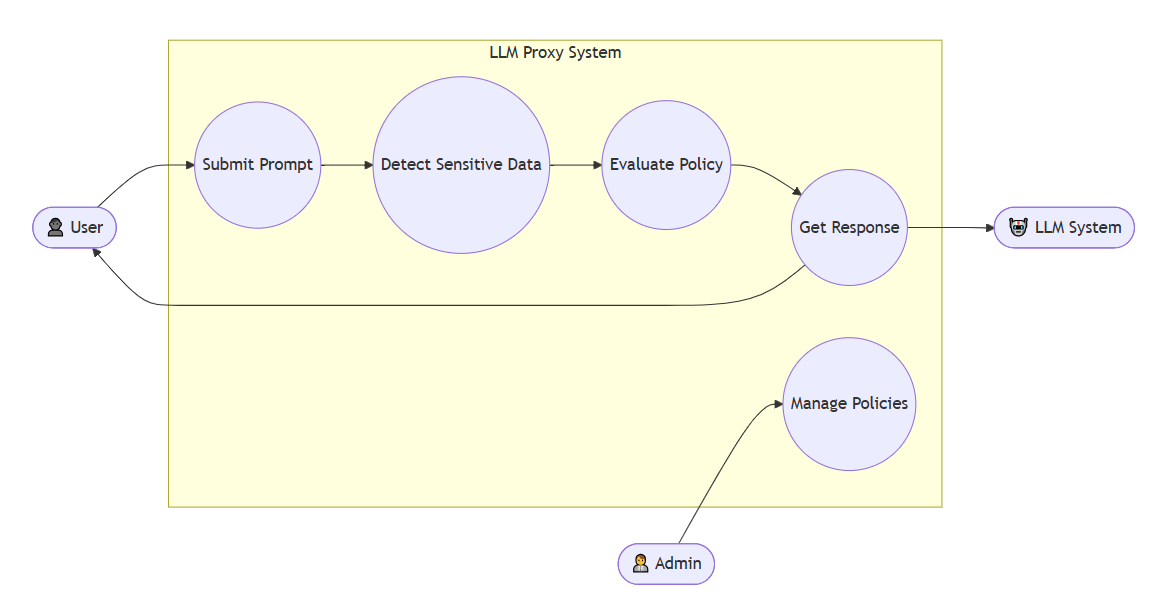 LLM Proxy System
Submit Prompt
Detect Sensitive Data
Evaluate Policy
User
Get Response
LLM System
Manage Policies
Admin